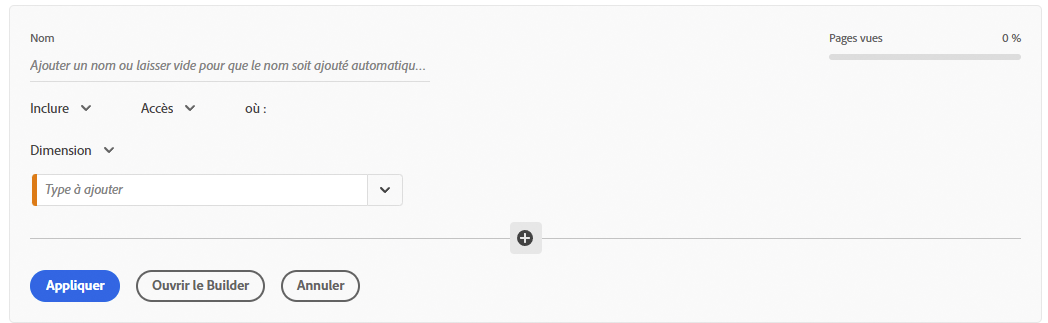 Nom
Pages vues 0 %
Ajouter un nom ou laisser vide pour que le nom soit ajouté automatiqu...
Inclure Accès où :
Dimension
Type à ajouter
Appliquer Ouvrir le Builder Annuler